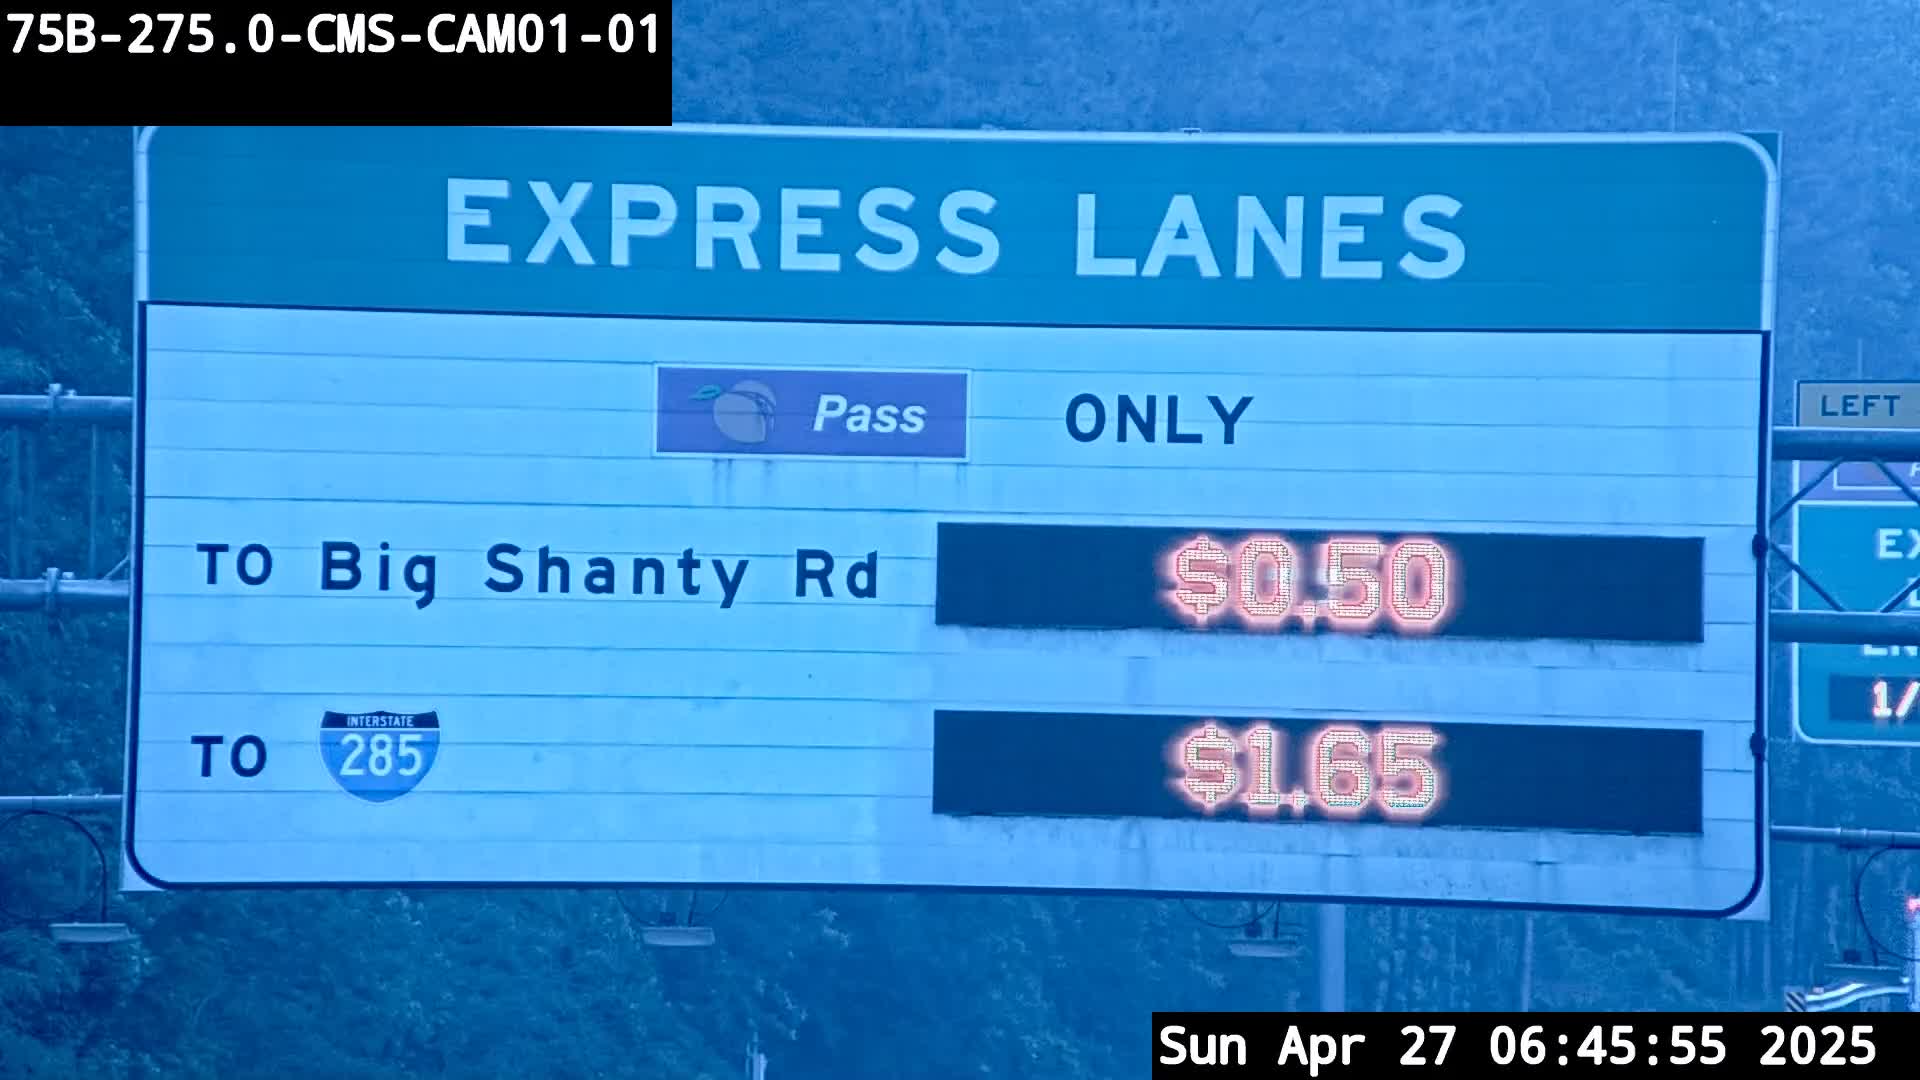 75B-275.0-CMS-CAM01-01
EXPRESS LANES
Pass ONLY
TO Big Shanty Rd $0.50
TO INTERSTATE 285 $1.65
LEFT
1/
Sun Apr 27 06:45:55 2025